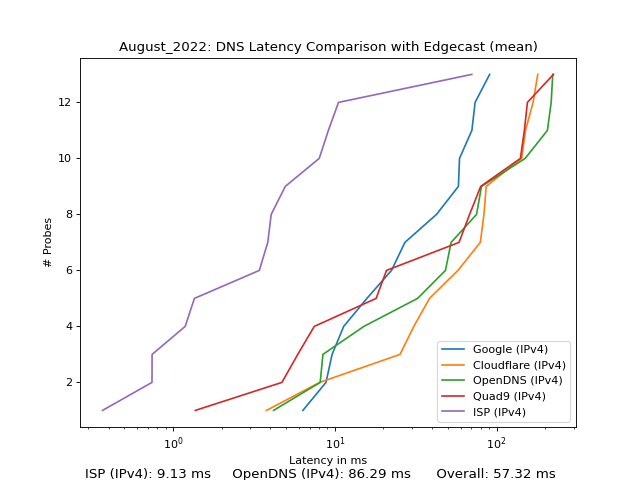 August_2022: DNS Latency Comparison with Edgecast (mean)
# Probes
12
10
8
6
4
2
Google (IPv4)
Cloudflare (IPv4)
OpenDNS (IPv4)
Quad9 (IPv4)
ISP (IPv4)
10⁰ 10¹ 10²
Latency in ms
ISP (IPv4): 9.13 ms OpenDNS (IPv4): 86.29 ms Overall: 57.32 ms